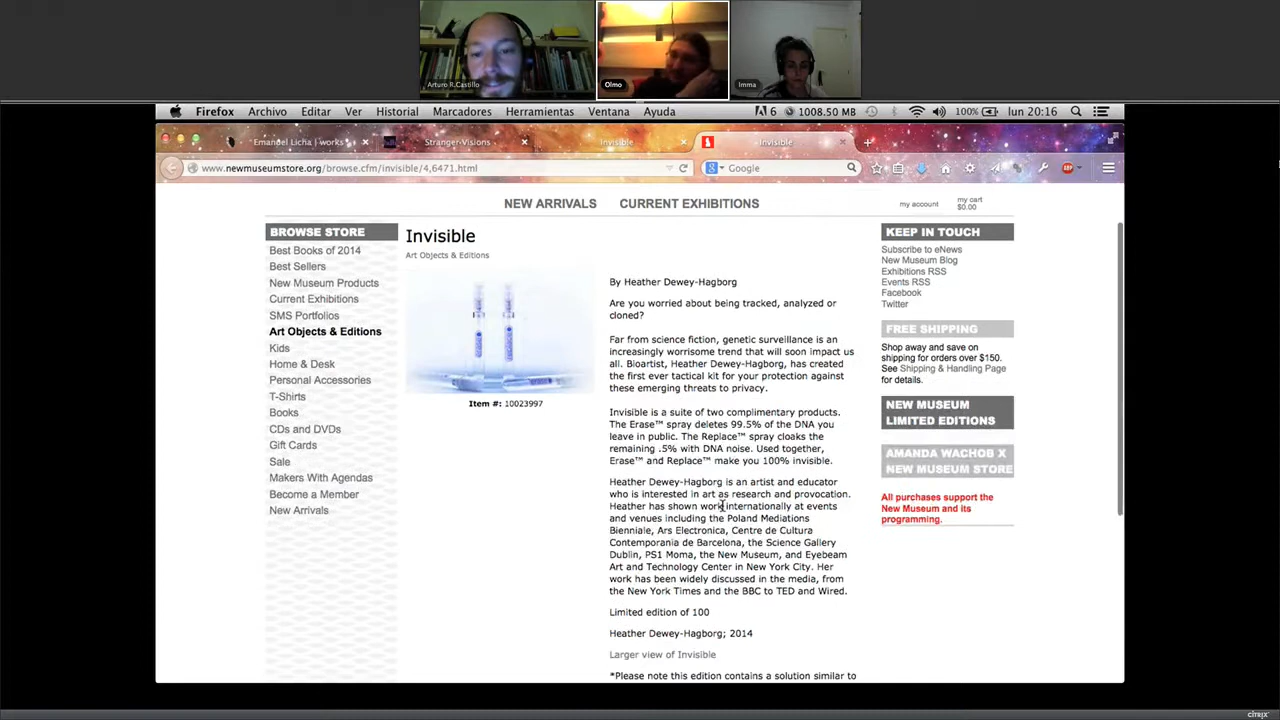 Arturo R.Castillo
Olmo
Imma
Firefox Archivo Editar Ver Historial Marcadores Herramientas Ventana Ayuda 6 1008.50 MB 100% lun 20:16
Emanuel Licha | works Stranger-Visions Invisible Invisible
www.newmuseumstore.org/browse.cfm/invisible/4,6471.html Google
NEW ARRIVALS CURRENT EXHIBITIONS
my account
my cart
$0.00
BROWSE STORE
Best Books of 2014
Best Sellers
New Museum Products
Current Exhibitions
SMS Portfolios
Art Objects & Editions
Kids
Home & Desk
Personal Accessories
T-Shirts
Books
CDs and DVDs
Gift Cards
Sale
Makers With Agendas
Become a Member
New Arrivals
Invisible
Art Objects & Editions
Item #: 10023997
By Heather Dewey-Hagborg
Are you worried about being tracked, analyzed or
cloned?
Far from science fiction, genetic surveillance is an
increasingly worrisome trend that will soon impact us
all. Bioartist, Heather Dewey-Hagborg, has created
the first ever tactical kit for your protection against
these emerging threats to privacy.
Invisible is a suite of two complimentary products.
The Erase™ spray deletes 99.5% of the DNA you
leave in public. The Replace™ spray cloaks the
remaining .5% with DNA noise. Used together,
Erase™ and Replace™ make you 100% invisible.
Heather Dewey-Hagborg is an artist and educator
who is interested in art as research and provocation.
Heather has shown work internationally at events
and venues including the Poland Mediations
Bienniale, Ars Electronica, Centre de Cultura
Contemporania de Barcelona, the Science Gallery
Dublin, PS1 Moma, the New Museum, and Eyebeam
Art and Technology Center in New York City. Her
work has been widely discussed in the media, from
the New York Times and the BBC to TED and Wired.
Limited edition of 100
Heather Dewey-Hagborg; 2014
Larger view of Invisible
*Please note this edition contains a solution similar to
KEEP IN TOUCH
Subscribe to eNews
New Museum Blog
Exhibitions RSS
Events RSS
Facebook
Twitter
FREE SHIPPING
Shop away and save on
shipping for orders over $150.
See Shipping & Handling Page
for details.
NEW MUSEUM
LIMITED EDITIONS
AMANDA WACHOB X
NEW MUSEUM STORE
All purchases support the
New Museum and its
programming.
CITRIX